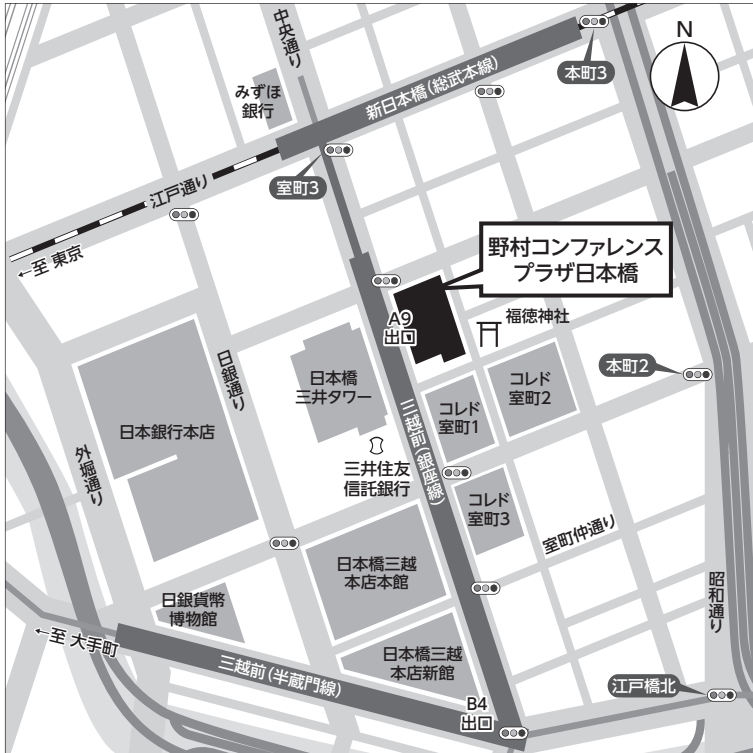 中央通り
本町3
N
みずほ
銀行
新日本橋(総武本線)
室町3
江戸通り
←至 東京
野村コンファレンス
プラザ日本橋
A9
出口
福徳神社
日銀通り
日本橋
三井タワー
コレド
室町1
コレド
室町2
本町2
日本銀行本店
三越前(銀座線)
外堀通り
三井住友
信託銀行
コレド
室町3
室町仲通り
日本橋三越
本店本館
昭和通り
日銀貨幣
博物館
←至 大手町
三越前(半蔵門線)
日本橋三越
本店新館
江戸橋北
B4
出口